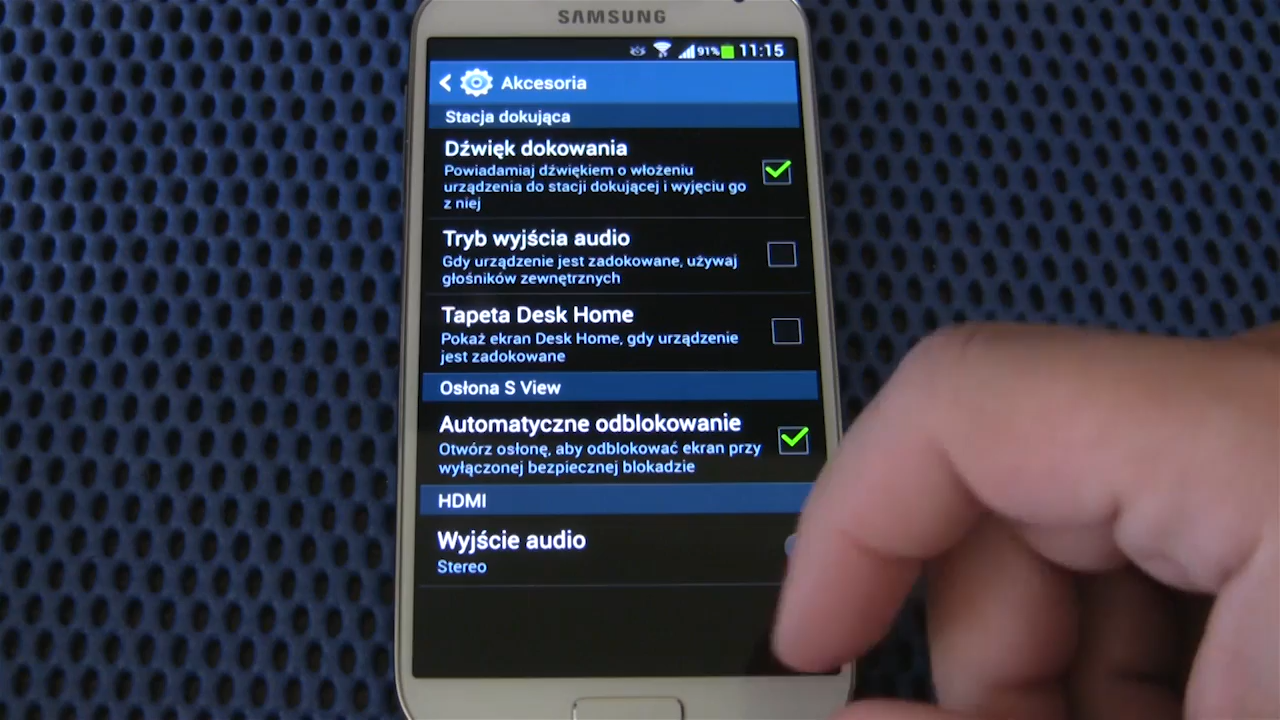 SAMSUNG
91% 11:15
Akcesoria
Stacja dokująca
Dźwięk dokowania
Powiadamiaj dźwiękiem o włożeniu
urządzenia do stacji dokującej i wyjęciu go
z niej
Tryb wyjścia audio
Gdy urządzenie jest zadokowane, używaj
głośników zewnętrznych
Tapeta Desk Home
Pokaż ekran Desk Home, gdy urządzenie
jest zadokowane
Osłona S View
Automatyczne odblokowanie
Otwórz osłonę, aby odblokować ekran przy
wyłączonej bezpiecznej blokadzie
HDMI
Wyjście audio
Stereo